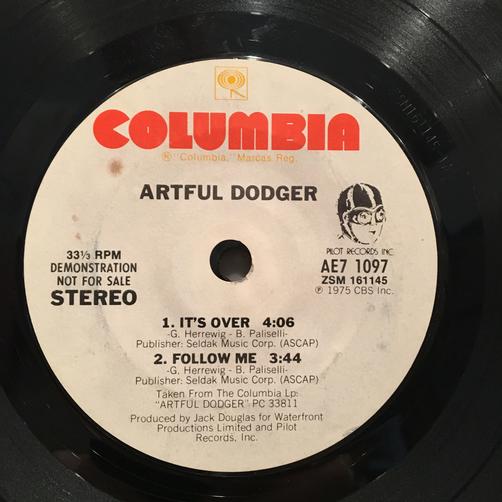 COLUMBIA
® "Columbia," Marcas Reg.
ARTFUL DODGER
PILOT RECORDS INC.
33⅓ RPM
DEMONSTRATION
NOT FOR SALE
STEREO
AE7 1097
ZSM 161145
℗ 1975 CBS Inc.
1. IT'S OVER 4:06
-G. Herrewig - B. Paliselli-
Publisher: Seldak Music Corp. (ASCAP)
2. FOLLOW ME 3:44
-G. Herrewig - B. Paliselli-
Publisher: Seldak Music Corp. (ASCAP)
Taken From The Columbia Lp:
"ARTFUL DODGER" PC 33811
Produced by Jack Douglas for Waterfront
Productions Limited and Pilot
Records, Inc.